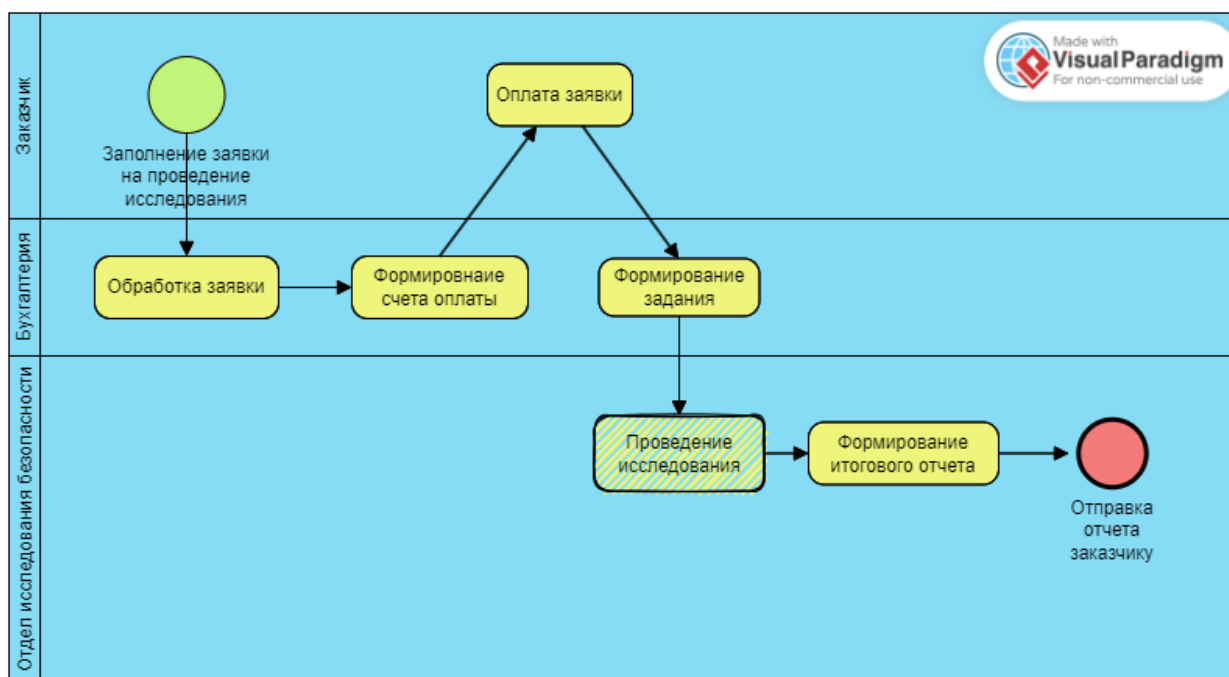 Made with
Visual Paradigm
For non-commercial use
Заказчик
Заполнение заявки
на проведение
исследования
Оплата заявки
Бухгалтерия
Обработка заявки
Формировнаие
счета оплаты
Формирование
задания
Отдел исследования безопасности
Проведение
исследования
Формирование
итогового отчета
Отправка
отчета
заказчику